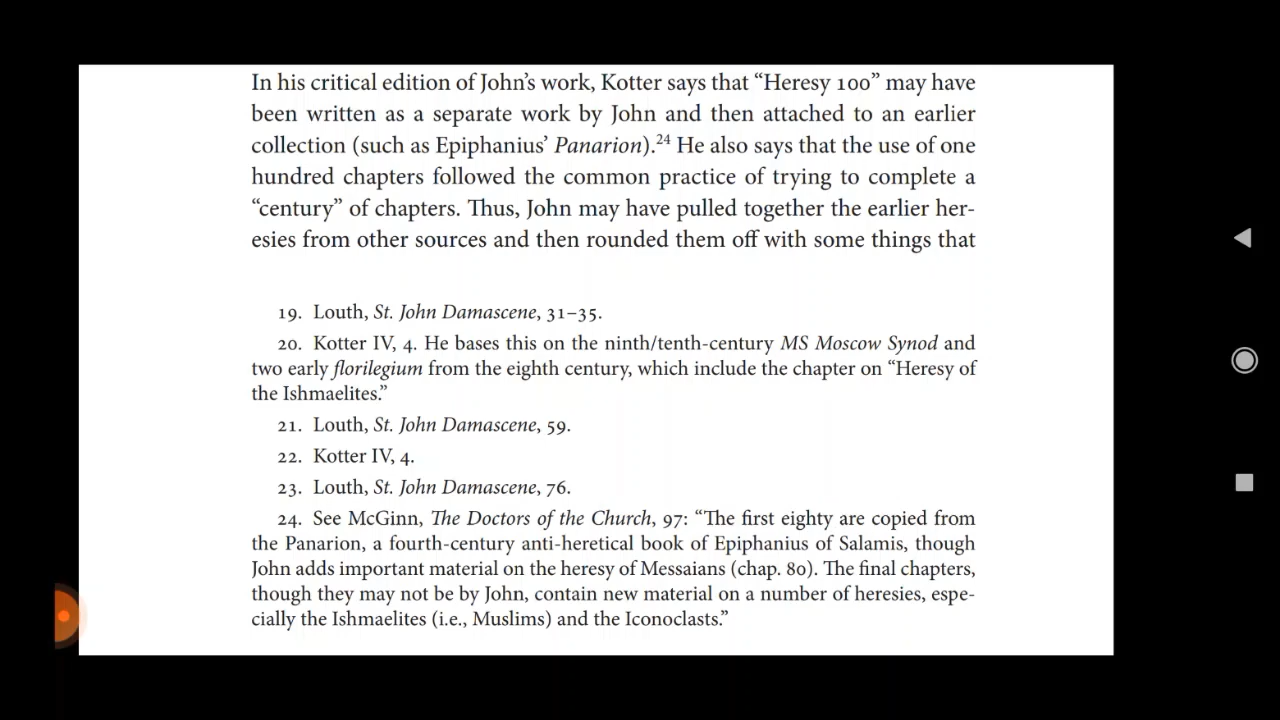 In his critical edition of John’s work, Kotter says that “Heresy 100” may have
been written as a separate work by John and then attached to an earlier
collection (such as Epiphanius’ Panarion).24 He also says that the use of one
hundred chapters followed the common practice of trying to complete a
“century” of chapters. Thus, John may have pulled together the earlier her-
esies from other sources and then rounded them off with some things that
19. Louth, St. John Damascene, 31–35.
20. Kotter IV, 4. He bases this on the ninth/tenth-century MS Moscow Synod and
two early florilegium from the eighth century, which include the chapter on “Heresy of
the Ishmaelites.”
21. Louth, St. John Damascene, 59.
22. Kotter IV, 4.
23. Louth, St. John Damascene, 76.
24. See McGinn, The Doctors of the Church, 97: “The first eighty are copied from
the Panarion, a fourth-century anti-heretical book of Epiphanius of Salamis, though
John adds important material on the heresy of Messaians (chap. 80). The final chapters,
though they may not be by John, contain new material on a number of heresies, espe-
cially the Ishmaelites (i.e., Muslims) and the Iconoclasts.”